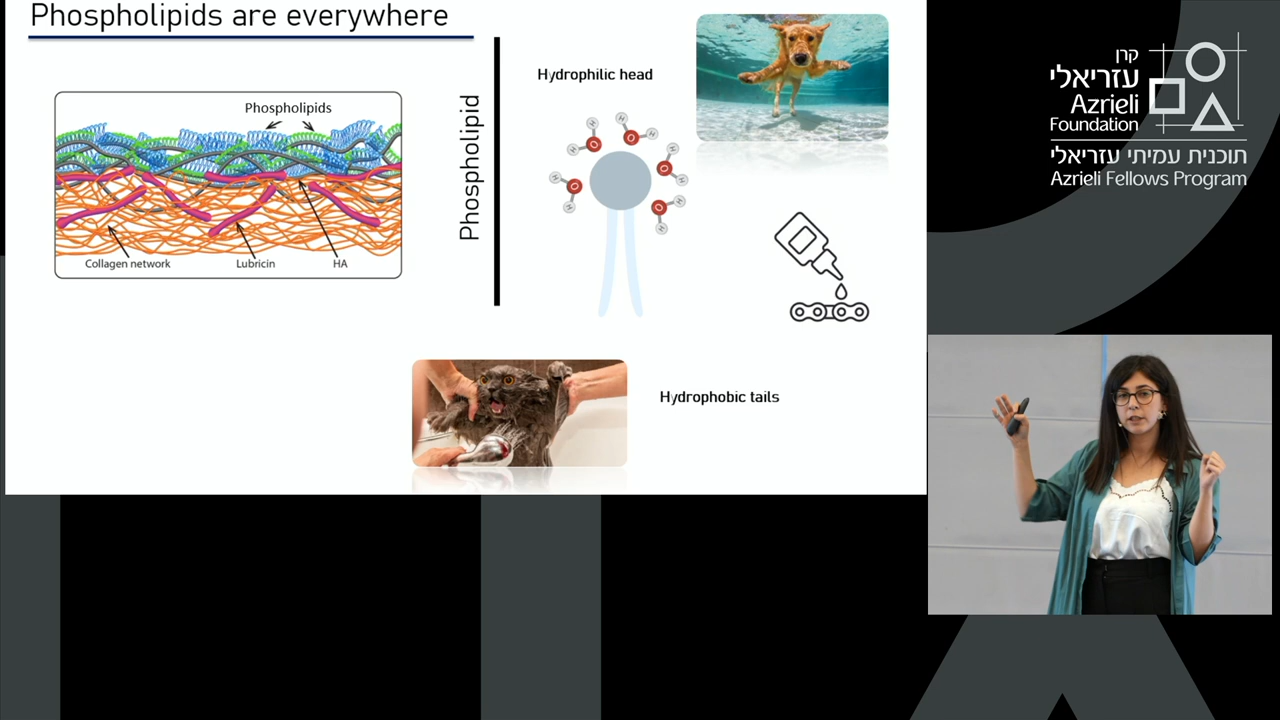 Phospholipids are everywhere
Phospholipids
Collagen network
Lubricin
HA
Phospholipid
Hydrophilic head
H
H
O
H
O
H
H
O
H
H
O
H
H
O
H
Hydrophobic tails
קרן
עזריאלי
Azrieli
Foundation
תוכנית עמיתי עזריאלי
Azrieli Fellows Program